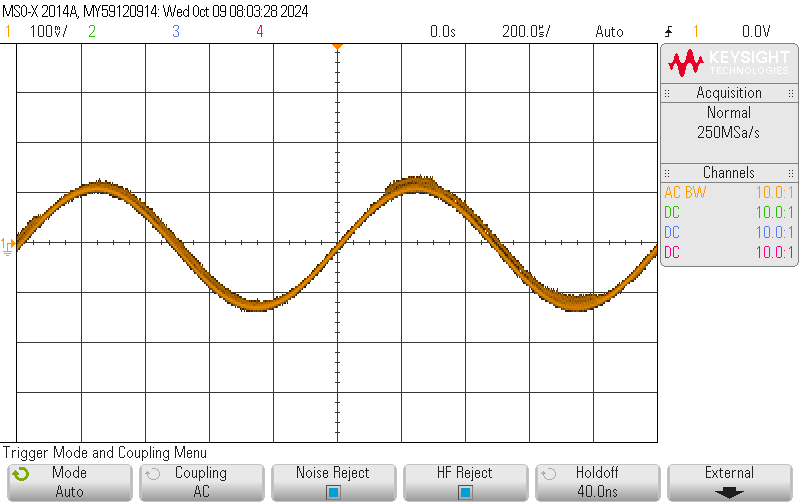 MSO-X 2014A, MY59120914: Wed Oct 09 08:03:28 2024
1 100mV/ 2 3 4 0.0s 200.0us/ Auto 1 0.0V
KEYSIGHT
TECHNOLOGIES
Acquisition
Normal
250MSa/s
Channels
AC BW 10.0:1
DC 10.0:1
DC 10.0:1
DC 10.0:1
1
Trigger Mode and Coupling Menu
Mode
Auto
Coupling
AC
Noise Reject
HF Reject
Holdoff
40.0ns
External